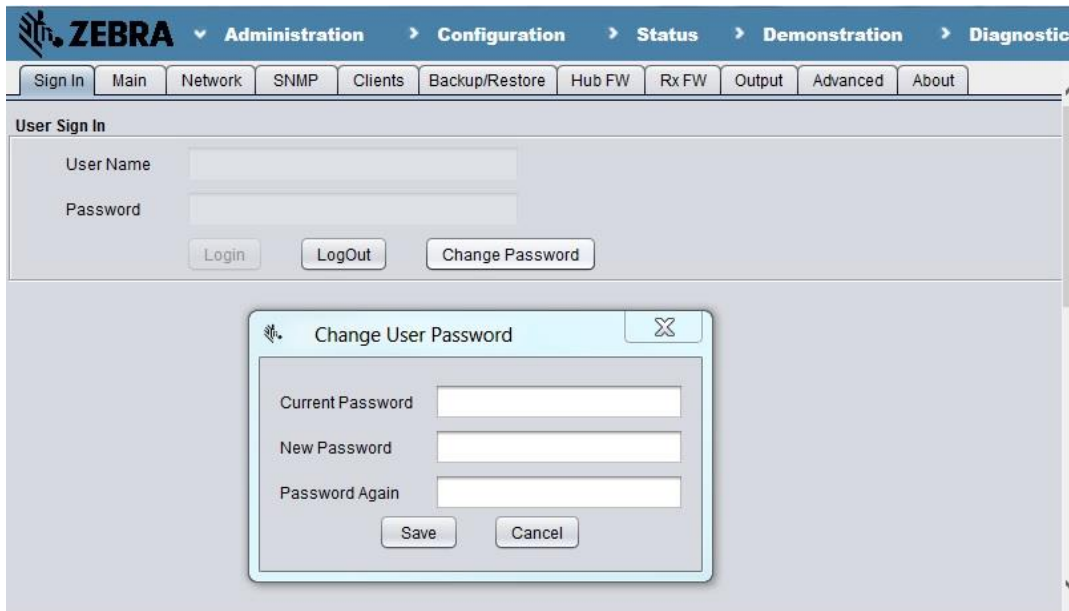 ZEBRA Administration Configuration Status Demonstration Diagnostic
Sign In Main Network SNMP Clients Backup/Restore Hub FW Rx FW Output Advanced About
User Sign In
User Name
Password
Login LogOut Change Password
Change User Password
Current Password
New Password
Password Again
Save Cancel